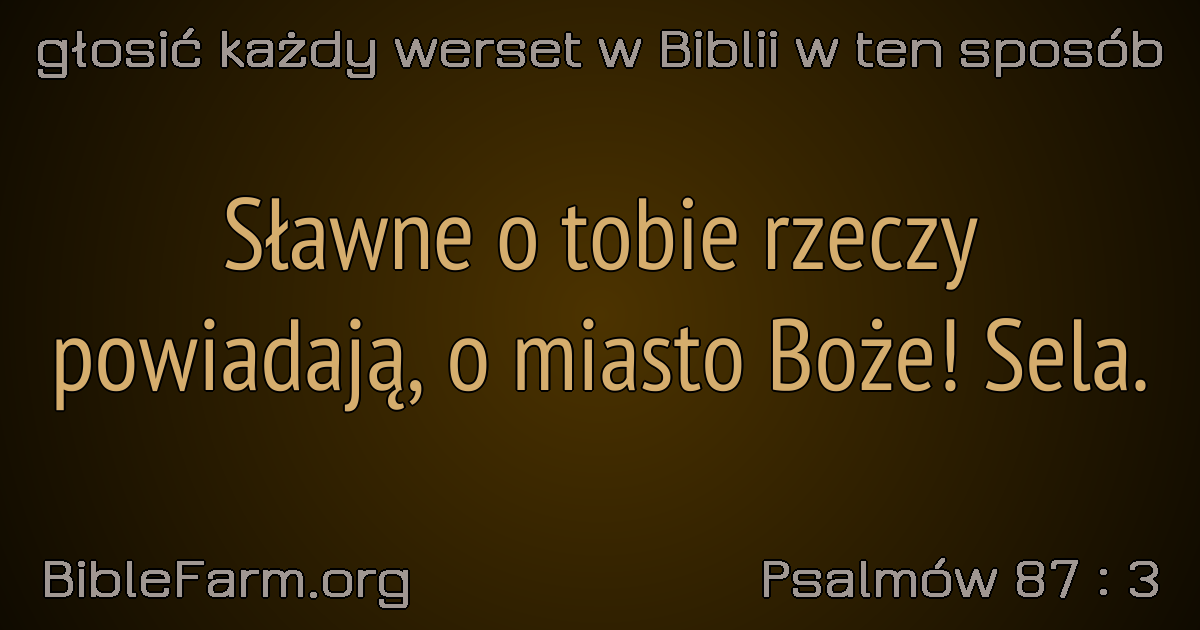 głosić każdy werset w Biblii w ten sposób
Sławne o tobie rzeczy
powiadają, o miasto Boże! Sela.
BibleFarm.org
Psalmów 87 : 3